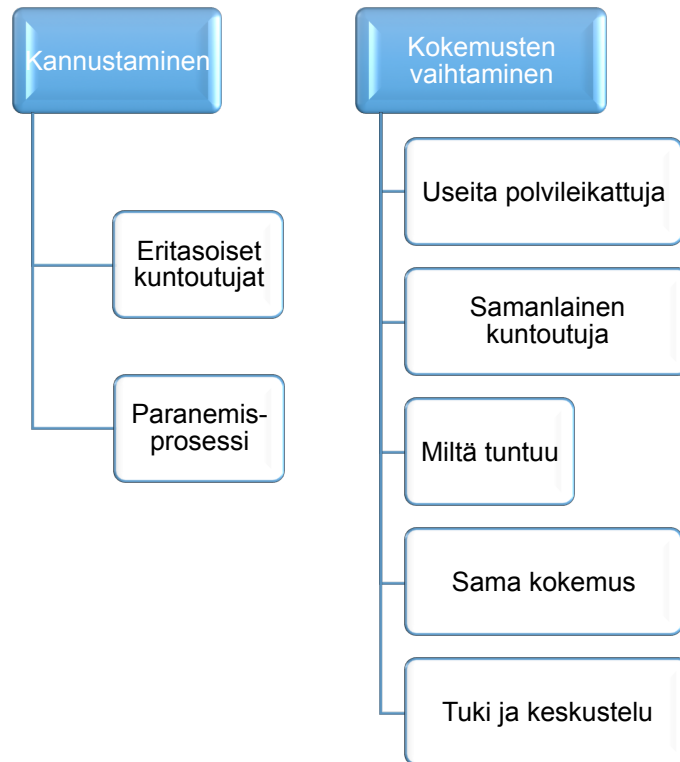 Kannustaminen
Eritasoiset
kuntoutujat
Paranemis-
prosessi
Kokemusten
vaihtaminen
Useita polvileikattuja
Samanlainen
kuntoutuja
Miltä tuntuu
Sama kokemus
Tuki ja keskustelu